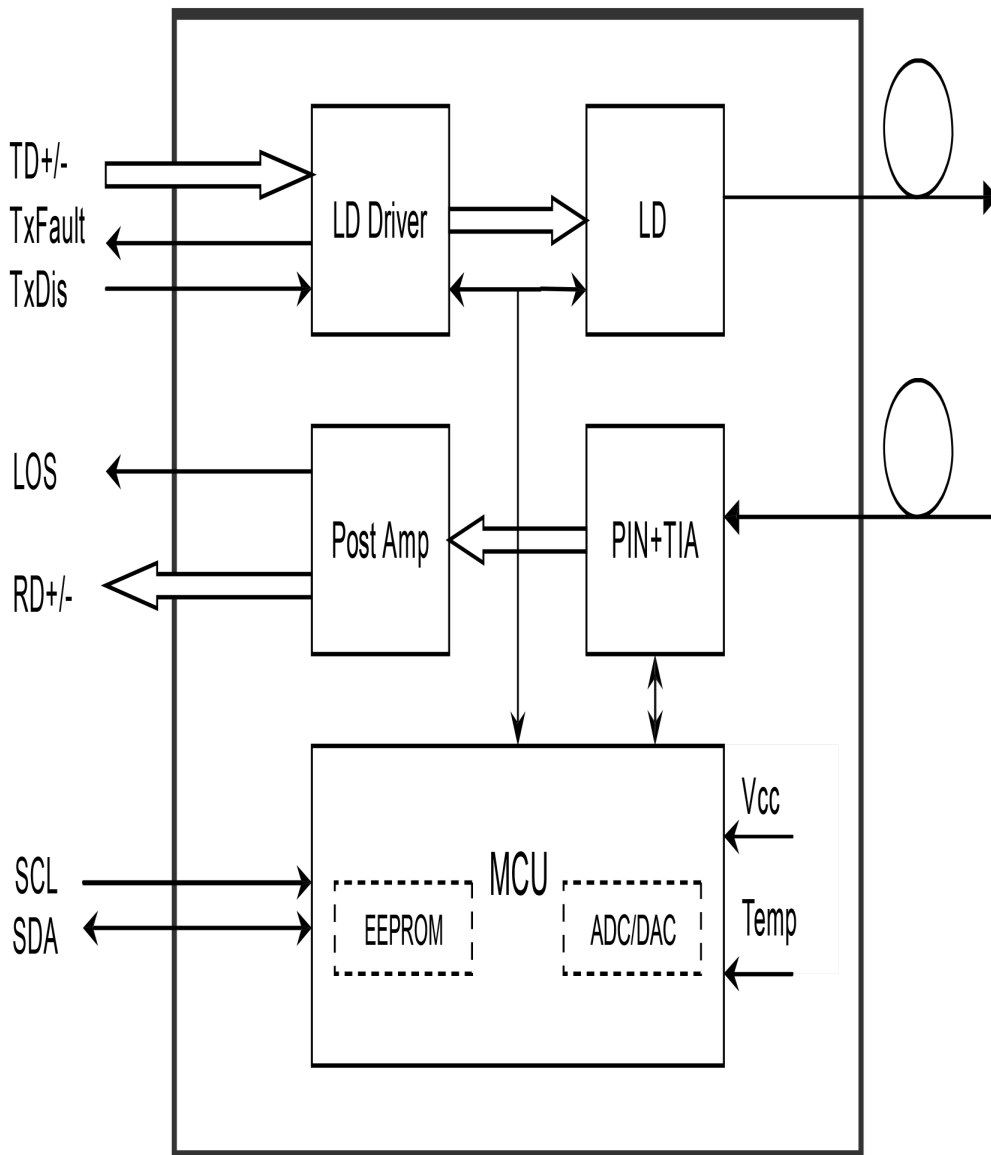 TD+/-
TxFault
TxDis
LD Driver
LD
LOS
RD+/-
Post Amp
PIN+TIA
SCL
SDA
MCU
EEPROM
ADC/DAC
Vcc
Temp